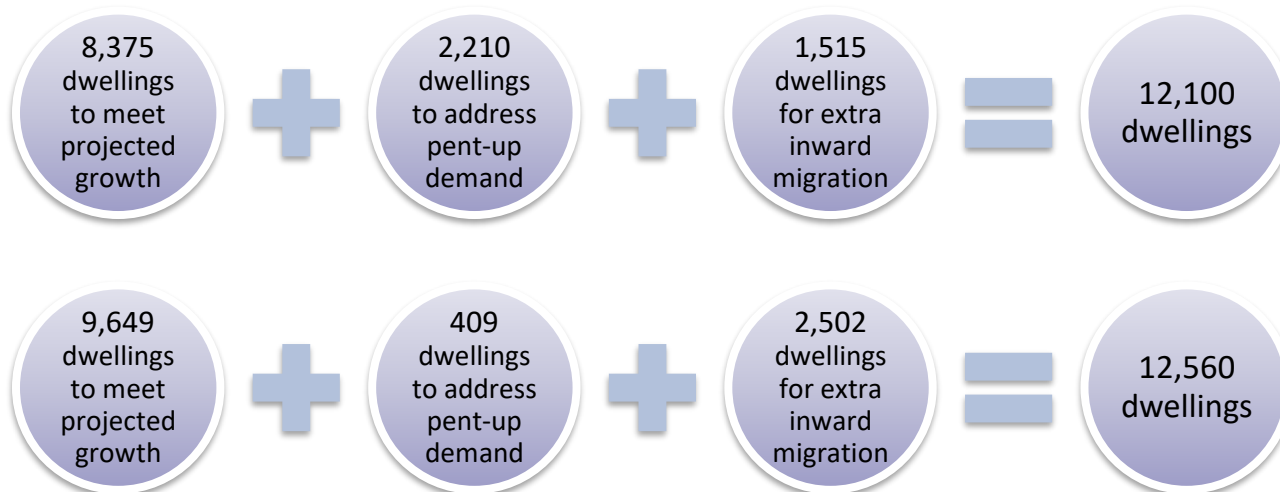 8,375
dwellings
to meet
projected
growth
2,210
dwellings
to address
pent-up
demand
1,515
dwellings
for extra
inward
migration
12,100
dwellings
9,649
dwellings
to meet
projected
growth
409
dwellings
to address
pent-up
demand
2,502
dwellings
for extra
inward
migration
12,560
dwellings